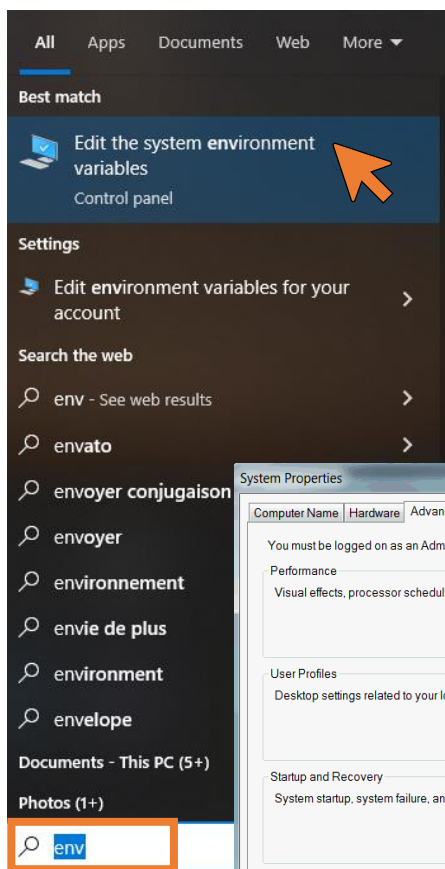 All Apps Documents Web More
Best match
Edit the system environment
variables
Control panel
Settings
Edit environment variables for your
account
Search the web
env - See web results
envato
envoyer conjugaison
envoyer
environnement
envie de plus
environment
envelope
Documents - This PC (5+)
Photos (1+)
env
System Properties
Computer Name Hardware Advan
You must be logged on as an Adm
Performance
Visual effects, processor schedul
User Profiles
Desktop settings related to your l
Startup and Recovery
System startup, system failure, an